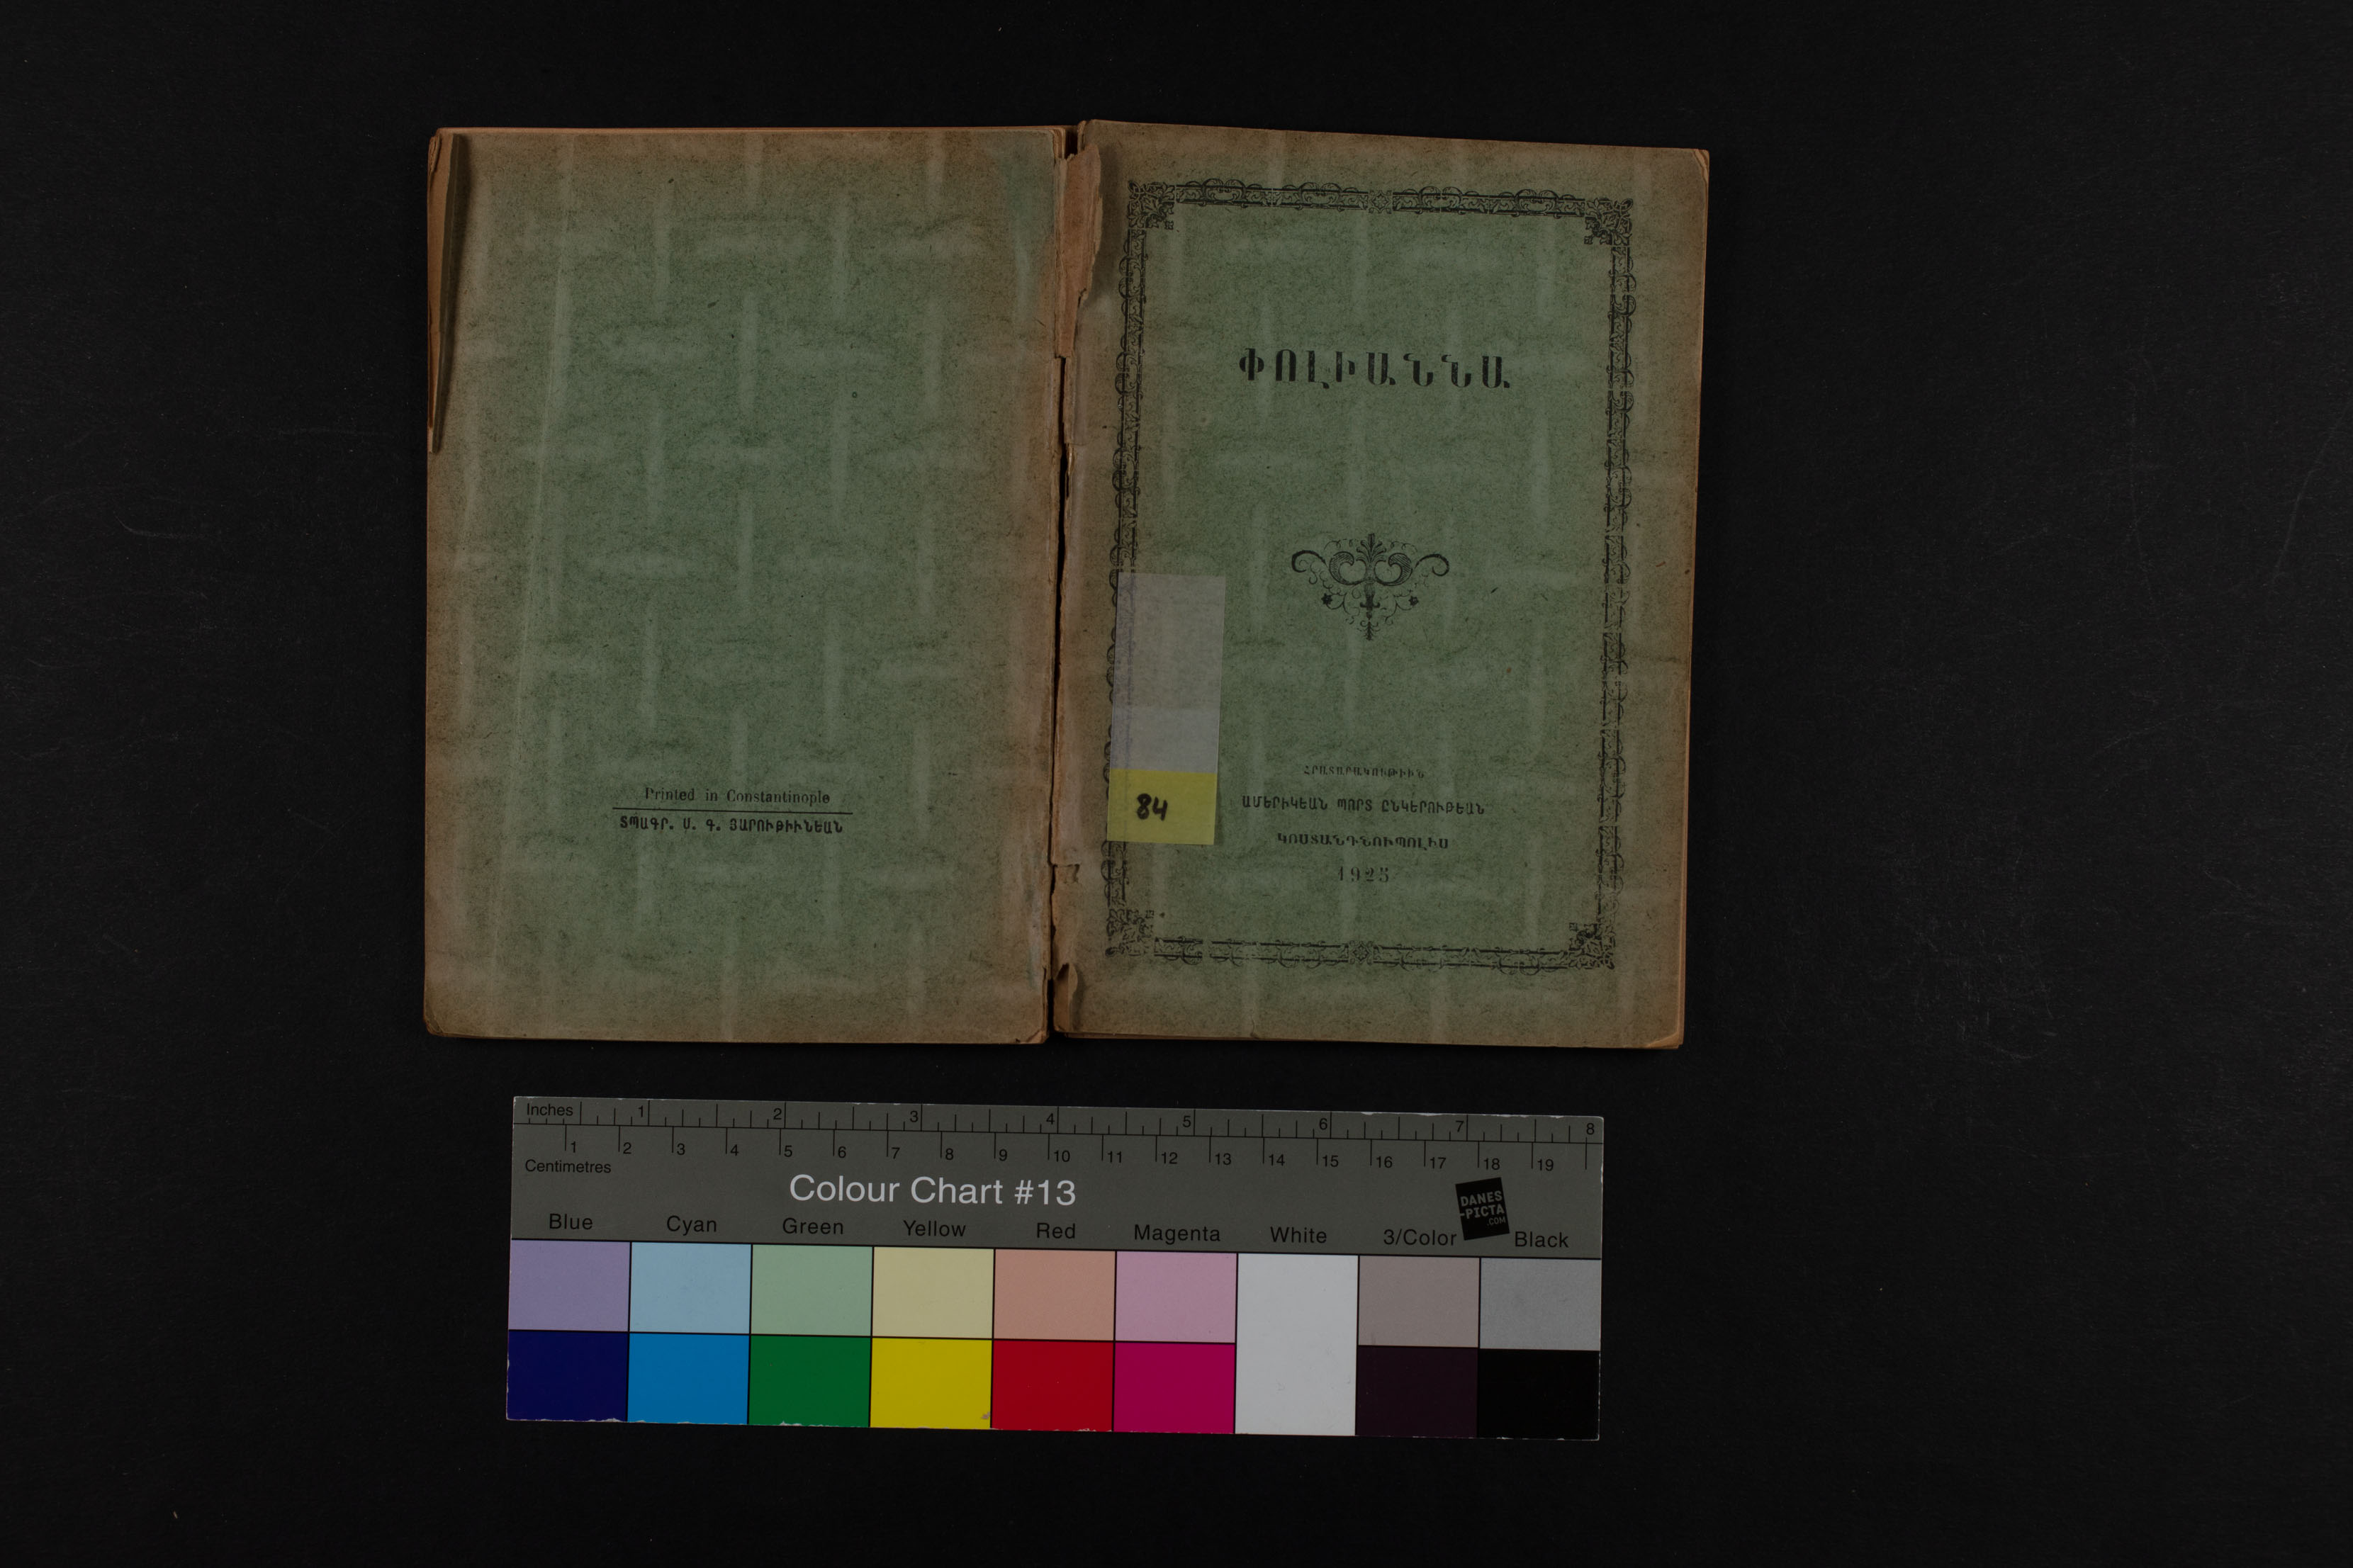 Printed in Constantinople
ՏՊԱԳՐ. Մ. Գ. ՅԱՐՈՒԹԻՒՆԵԱՆ
ՓՈԼԻԱՆՆԱ
ՀՐԱՏԱՐԱԿՈՒԹԻՒՆ
ԱՄԵՐԻԿԵԱՆ ՊՈՐՏ ԸՆԿԵՐՈՒԹԵԱՆ
ԿՈՍՏԱՆԴՆՈՒՊՈԼԻՍ
1925
84
Inches 1 2 3 4 5 6 7 8
1 2 3 4 5 6 7 8 9 10 11 12 13 14 15 16 17 18 19
Centimetres
Colour Chart #13
DANES
-PICTA
.COM
Blue Cyan Green Yellow Red Magenta White 3/Color Black